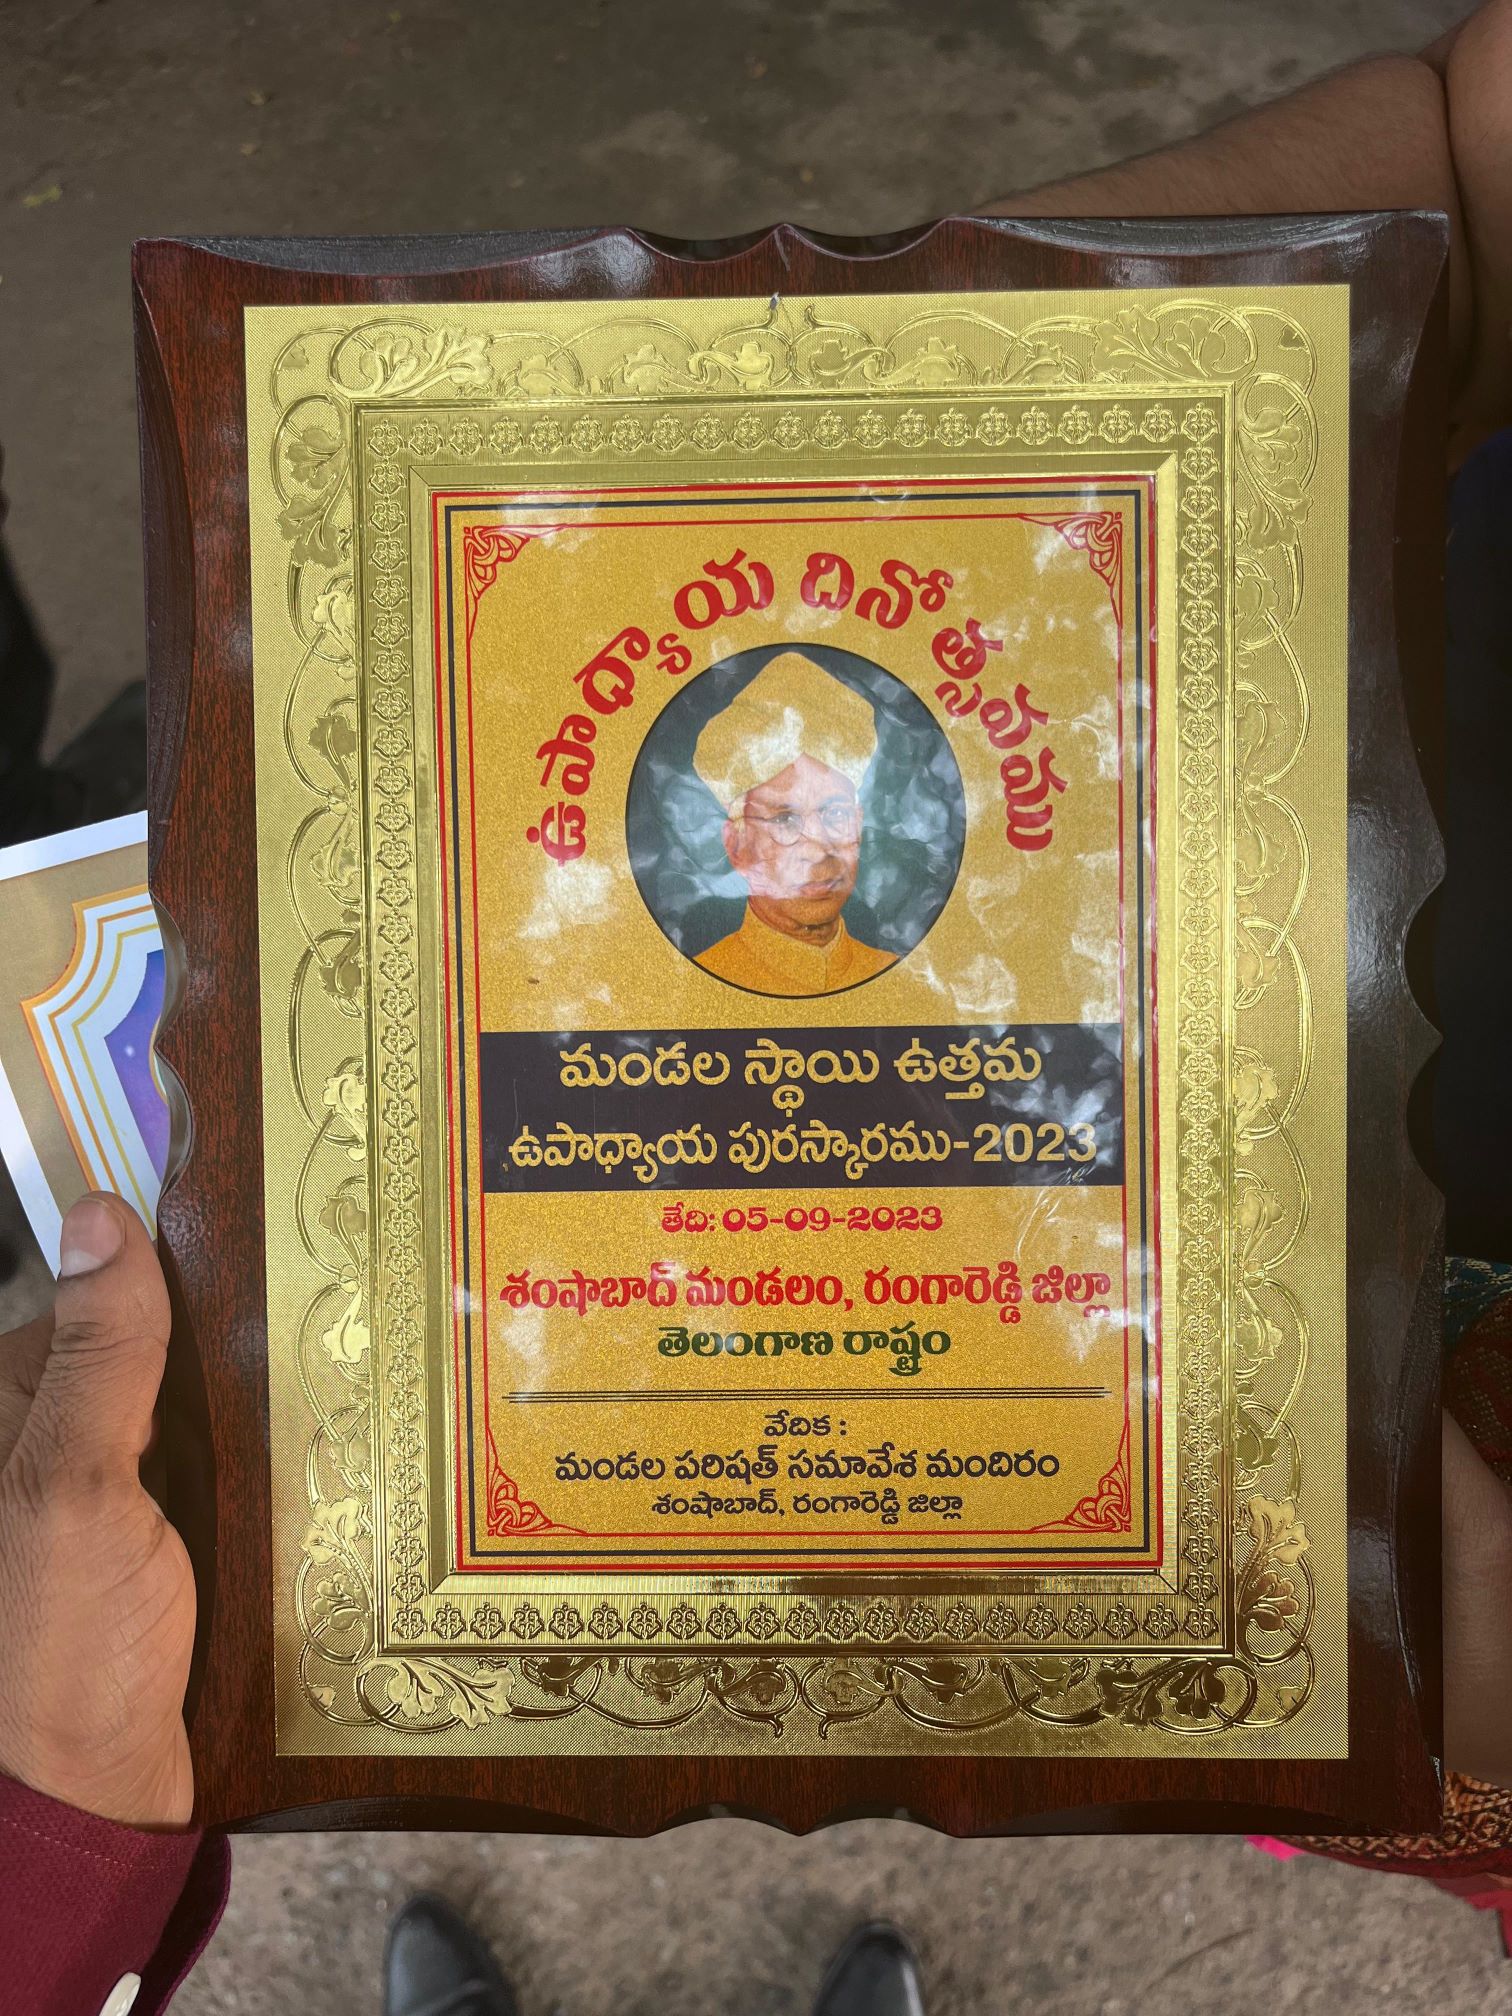 ఉపాధ్యాయ దినోత్సవము
మండల స్థాయి ఉత్తమ
ఉపాధ్యాయ పురస్కారము-2023
తేది: 05-09-2023
శంషాబాద్ మండలం, రంగారెడ్డి జిల్లా
తెలంగాణ రాష్ట్రం
వేదిక :
మండల పరిషత్ సమావేశ మందిరం
శంషాబాద్, రంగారెడ్డి జిల్లా